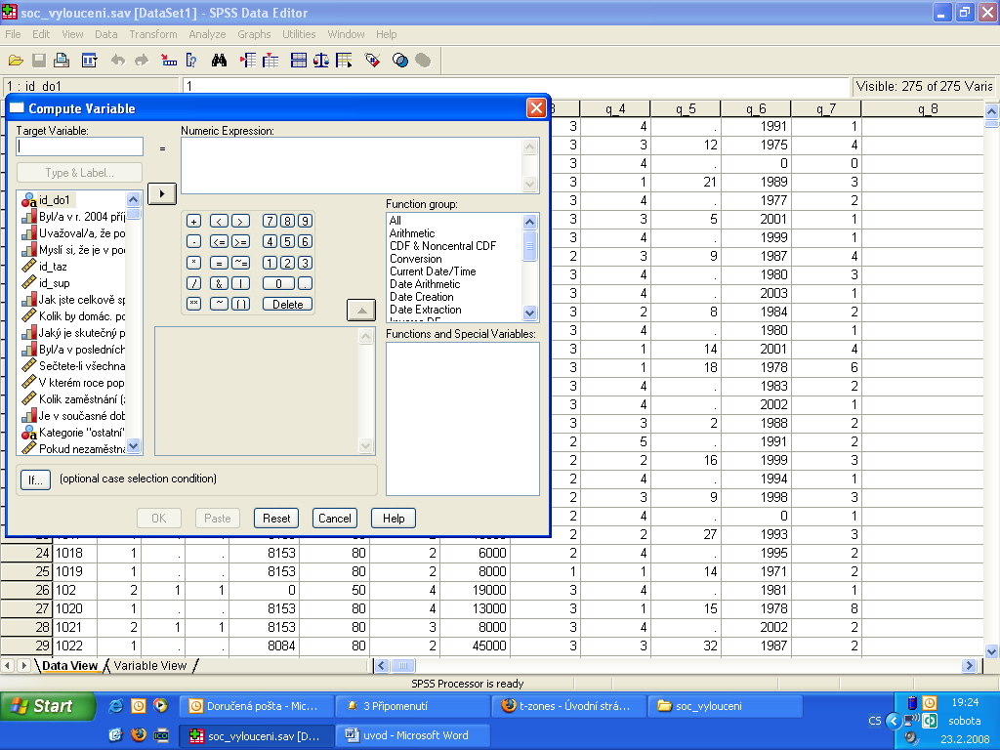 soc_vylouceni.sav [DataSet1] - SPSS Data Editor
File Edit View Data Transform Analyze Graphs Utilities Window Help
1 : id_do1 1 Visible: 275 of 275 Varia
Compute Variable
Target Variable:
Numeric Expression:
=
Type & Label...
id_do1
Byl/a v r. 2004 příj
Uvažoval/a, že po
Myslí si, že je v po
id_taz
id_sup
Jak jste celkově sp
Kolik by domác. po
Jaký je skutečný p
Byl/a v posledních
Sečtete-li všechna
V kterém roce pop
Kolik zaměstnání (
Je v současné dob
Kategorie "ostatní"
Pokud nezaměstna
+ < > 7 8 9
- <= >= 4 5 6
* = ~= 1 2 3
/ & | 0 .
** ~ ( ) Delete
Function group:
All
Arithmetic
CDF & Noncentral CDF
Conversion
Current Date/Time
Date Arithmetic
Date Creation
Date Extraction
Inverse DF
Functions and Special Variables:
If... (optional case selection condition)
OK Paste Reset Cancel Help
3 q_4 q_5 q_6 q_7 q_8
3 4 . 1991 1
3 3 12 1975 4
3 4 . 0 0
3 1 21 1989 3
3 4 . 1977 2
3 3 5 2001 1
3 4 . 1999 1
2 3 9 1987 4
3 4 . 1980 3
3 4 . 2003 1
3 2 8 1984 2
3 4 . 1980 1
3 1 14 2001 4
3 1 18 1978 6
3 4 . 1983 2
3 4 . 2002 1
3 3 2 1988 2
2 5 . 1991 2
2 2 16 1999 3
2 4 . 1994 1
2 3 9 1998 3
2 4 . 0 1
2 2 27 1993 3
24 1018 1 . . 8153 80 2 6000 2 4 . 1995 2
25 1019 1 . . 8153 80 2 8000 1 1 14 1971 2
26 102 2 1 1 0 50 4 19000 3 4 . 1981 1
27 1020 1 . . 8153 80 4 13000 3 1 15 1978 8
28 1021 2 1 1 8153 80 3 8000 3 4 . 2002 2
29 1022 1 . . 8084 80 2 45000 3 3 32 1987 2
Data View Variable View
SPSS Processor is ready
Start Doručená pošta - Mic... 3 Připomenutí t-zones - Úvodní strá... soc_vylouceni
soc_vylouceni.sav [D... uvod - Microsoft Word
CS
19:24
sobota
23.2.2008